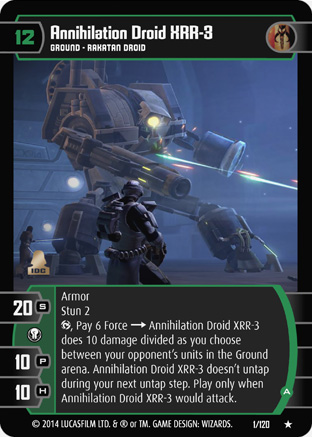 12 Annihilation Droid XRR-3
GROUND - RAKATAN DROID
IDC
20 S
10 P
10 H
Armor
Stun 2
, Pay 6 Force → Annihilation Droid XRR-3
does 10 damage divided as you choose
between your opponent's units in the Ground
arena. Annihilation Droid XRR-3 doesn't untap
during your next untap step. Play only when
Annihilation Droid XRR-3 would attack.
A
© 2014 LUCASFILM LTD. & ® or TM. GAME DESIGN: WIZARDS. 1/120 ★